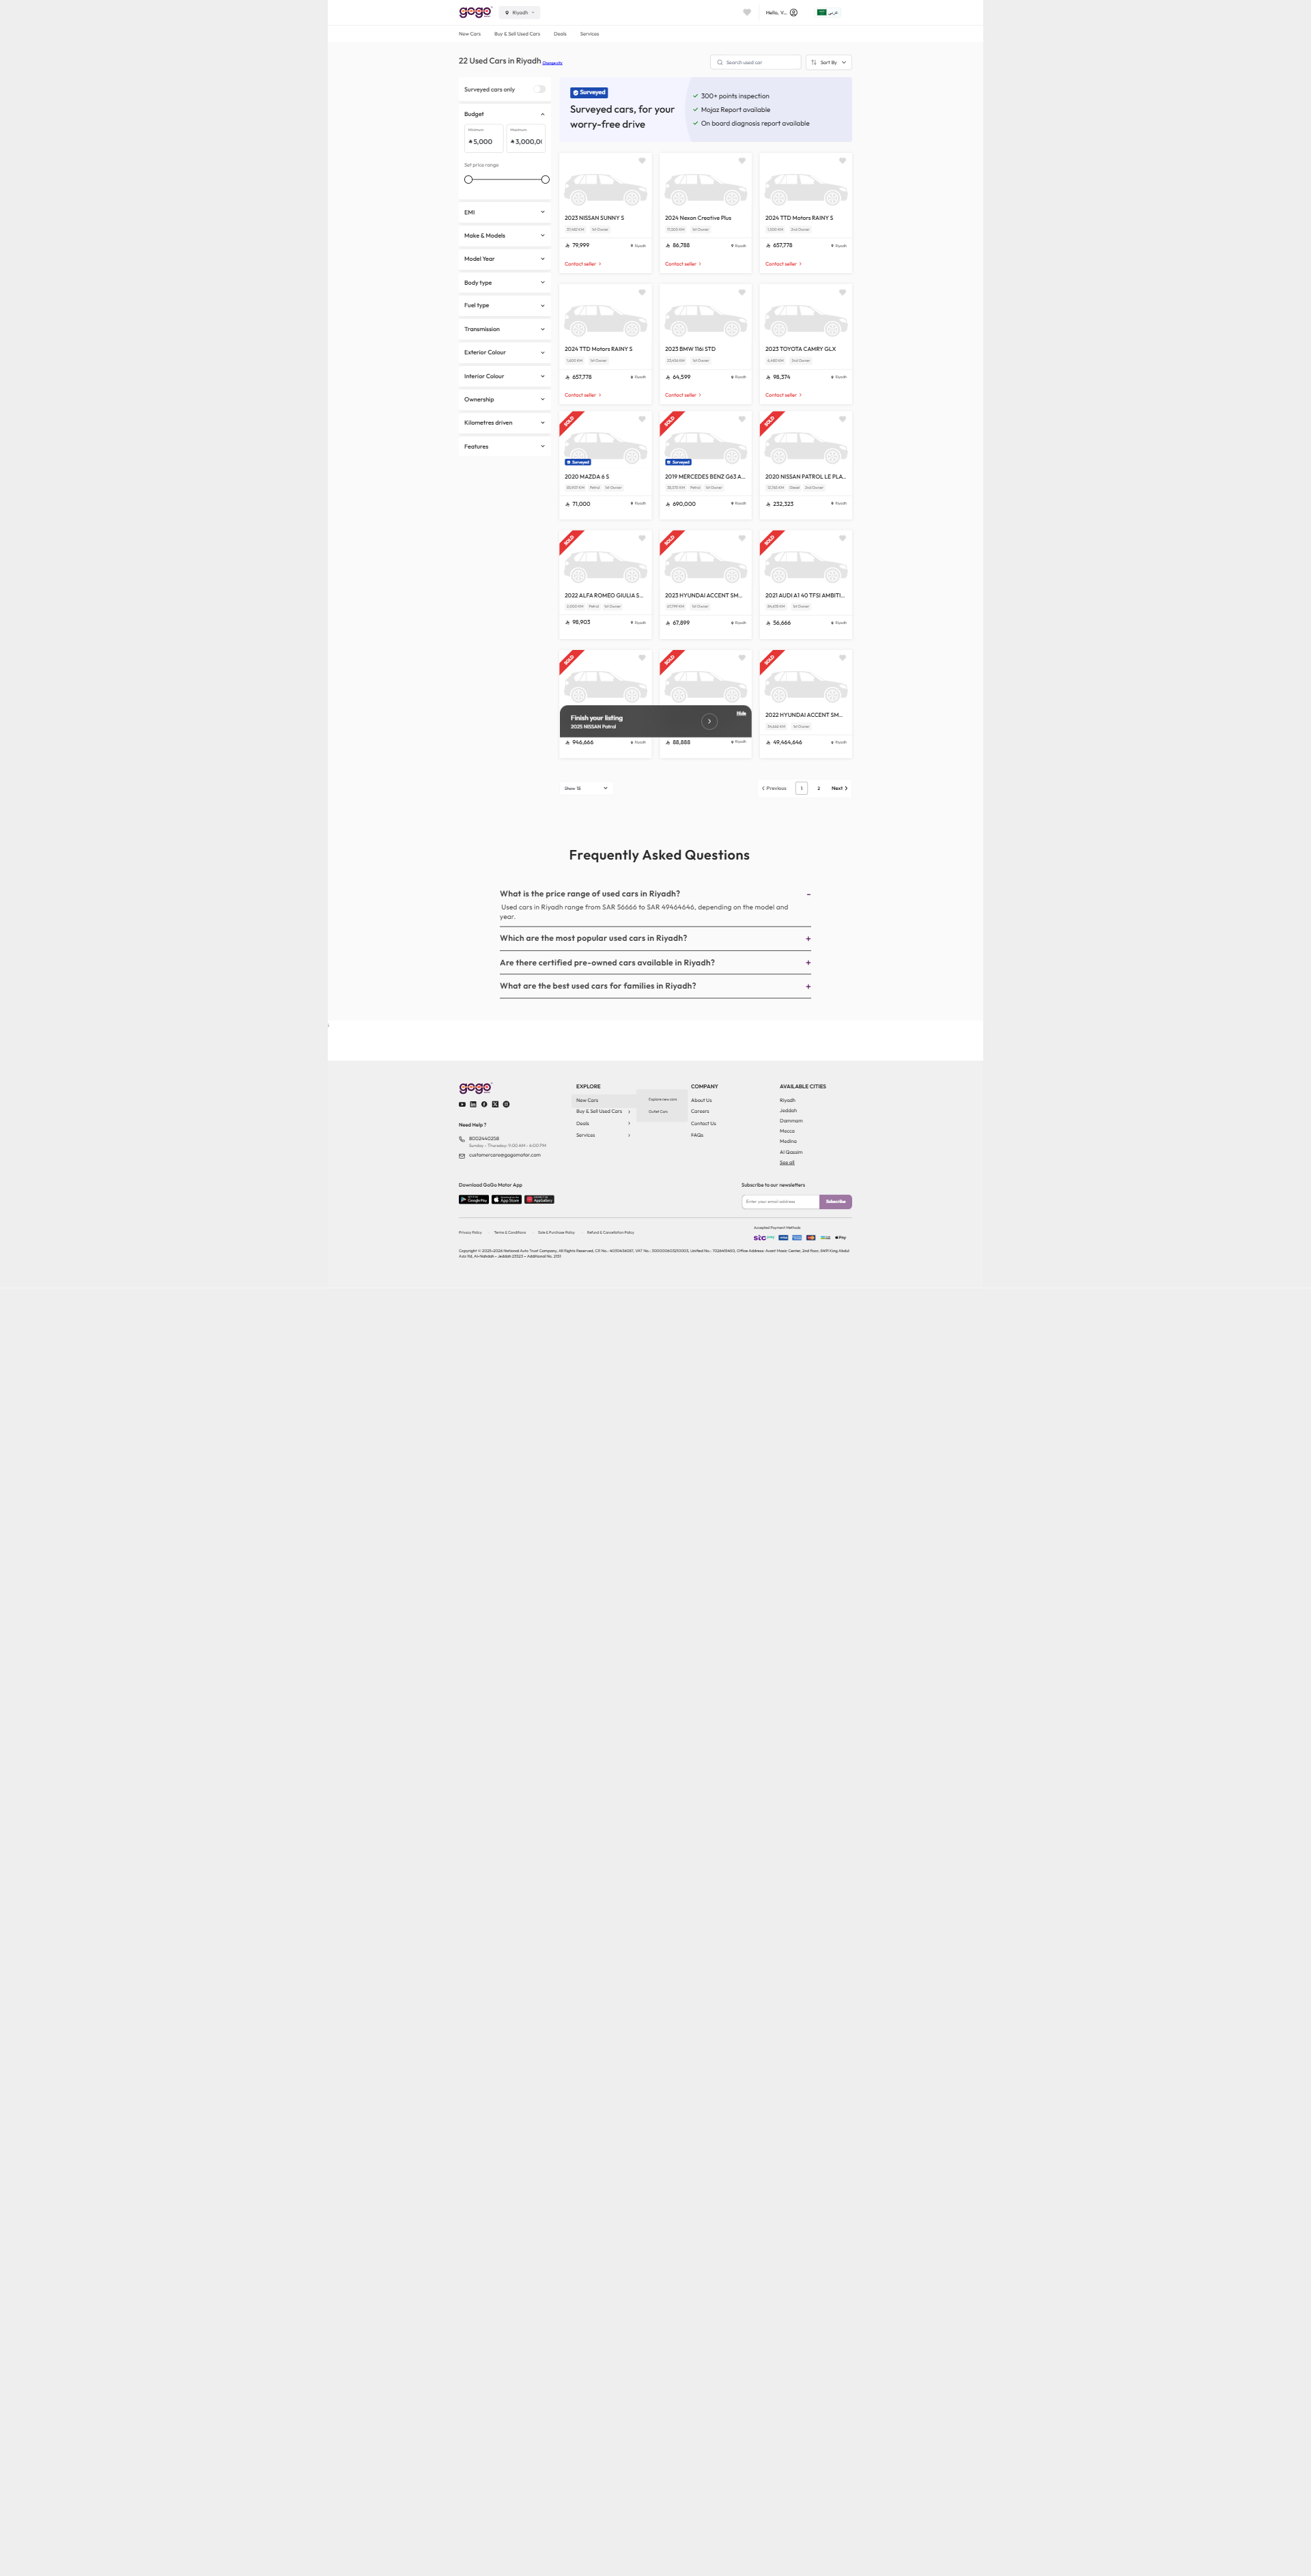 gogo
Riyadh
Hello, V...
عربي
New Cars
Buy & Sell Used Cars
Deals
Services
22 Used Cars in Riyadh Change city
Search used car
Sort By
Surveyed cars only
Budget
Minimum
5,000
Maximum
3,000,0
Set price range
EMI
Make & Models
Model Year
Body type
Fuel type
Transmission
Exterior Colour
Interior Colour
Ownership
Kilometres driven
Features
Surveyed
Surveyed cars, for your
worry-free drive
300+ points inspection
Mojaz Report available
On board diagnosis report available
2023 NISSAN SUNNY S
1st Owner
79,999
Riyadh
Contact seller
2024 Nexon Creative Plus
1st Owner
86,788
Riyadh
Contact seller
2024 TTD Motors RAINY S
2nd Owner
657,778
Riyadh
Contact seller
2024 TTD Motors RAINY S
1st Owner
657,778
Riyadh
Contact seller
2023 BMW 116i STD
1st Owner
64,599
Riyadh
Contact seller
2023 TOYOTA CAMRY GLX
2nd Owner
98,374
Riyadh
Contact seller
SOLD
Surveyed
2020 MAZDA 6 S
Petrol
1st Owner
71,000
Riyadh
SOLD
Surveyed
2019 MERCEDES BENZ G63 A...
Petrol
1st Owner
690,000
Riyadh
SOLD
2020 NISSAN PATROL LE PLA...
Diesel
2nd Owner
232,323
Riyadh
SOLD
2022 ALFA ROMEO GIULIA S...
Petrol
1st Owner
98,903
Riyadh
SOLD
2023 HYUNDAI ACCENT SM...
1st Owner
67,899
Riyadh
SOLD
2021 AUDI A1 40 TFSI AMBITI...
1st Owner
56,666
Riyadh
SOLD
946,666
Riyadh
SOLD
88,888
Riyadh
SOLD
2022 HYUNDAI ACCENT SM...
1st Owner
49,464,646
Riyadh
Finish your listing
2025 NISSAN Patrol
Hide
Show 15
Previous
1
2
Next
Frequently Asked Questions
What is the price range of used cars in Riyadh?
Used cars in Riyadh range from SAR 56666 to SAR 49464646, depending on the model and
year.
Which are the most popular used cars in Riyadh?
Are there certified pre-owned cars available in Riyadh?
What are the best used cars for families in Riyadh?
gogo
Need Help ?
8002440258
Sunday - Thursday: 9:00 AM - 6:00 PM
customercare@gogomotor.com
EXPLORE
New Cars
Buy & Sell Used Cars
Deals
Services
Explore new cars
Outlet Cars
COMPANY
About Us
Careers
Contact Us
FAQs
AVAILABLE CITIES
Riyadh
Jeddah
Dammam
Mecca
Medina
Al Qassim
See all
Download GoGo Motor App
Google Play
App Store
AppGallery
Subscribe to our newsletters
Enter your email address
Subscribe
Privacy Policy
Terms & Conditions
Sale & Purchase Policy
Refund & Cancellation Policy
Accepted Payment Methods
stc pay
VISA
Pay